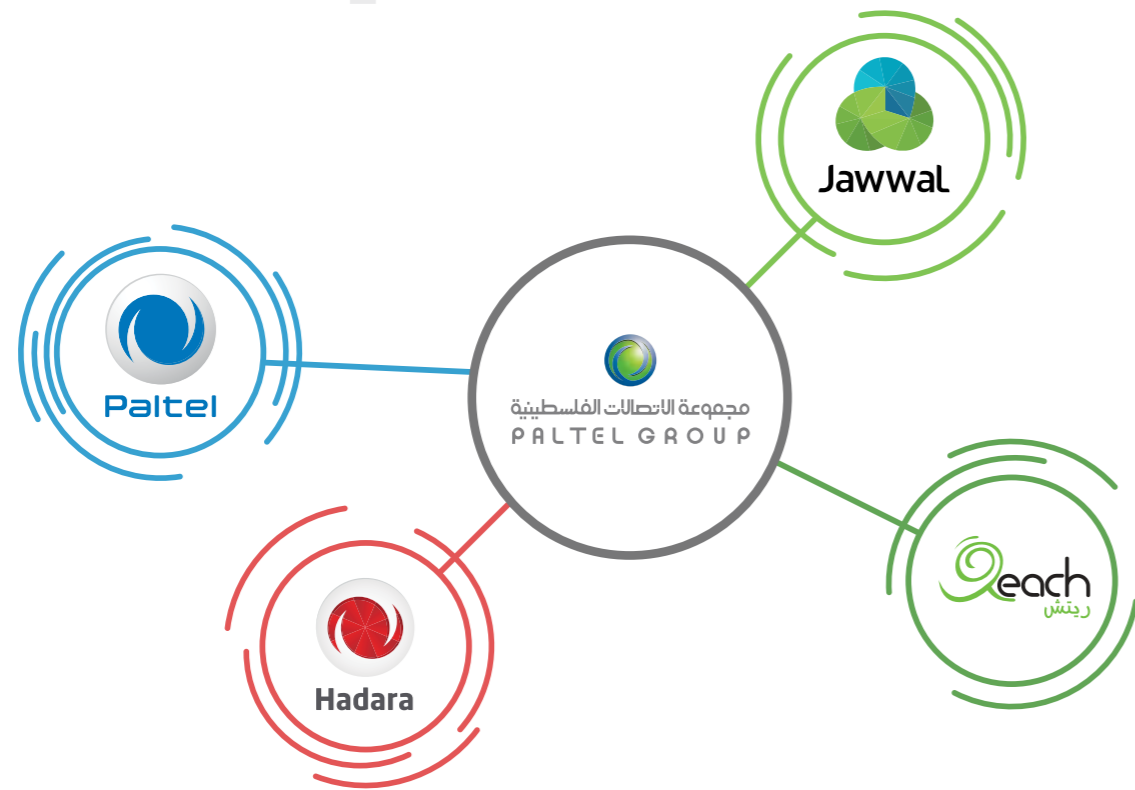 Jawwal
Paltel
مجموعة الاتصالات الفلسطينية
PALTEL GROUP
Reach
ريتش
Hadara